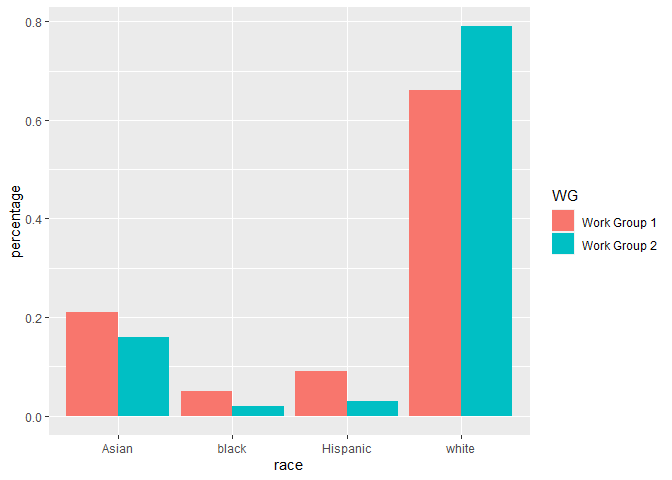 0.8
0.6
0.4
0.2
0.0
percentage
Asian black Hispanic white
race
WG
Work Group 1
Work Group 2